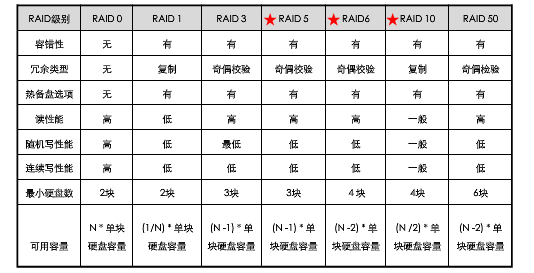 RAID级别 RAID 0 RAID 1 RAID 3 RAID 5 RAID6 RAID 10 RAID 50
容错性 无 有 有 有 有 有 有
冗余类型 无 复制 奇偶校验 奇偶校验 奇偶校验 复制 奇偶检验
热备盘选项 无 有 有 有 有 有 有
读性能 高 低 高 高 高 一般 高
随机写性能 高 低 最低 低 低 一般 低
连续写性能 高 低 低 低 低 一般 低
最小硬盘数 2块 2块 3块 3块 4块 4块 6块
N * 单块 (1/N) * 单块 (N -1) * 单 (N -1) * 单 (N -2) * 单 (N /2) * 单 (N -2) * 单
可用容量 硬盘容量 硬盘容量 块硬盘容量 块硬盘容量 块硬盘容量 块硬盘容量 块硬盘容量